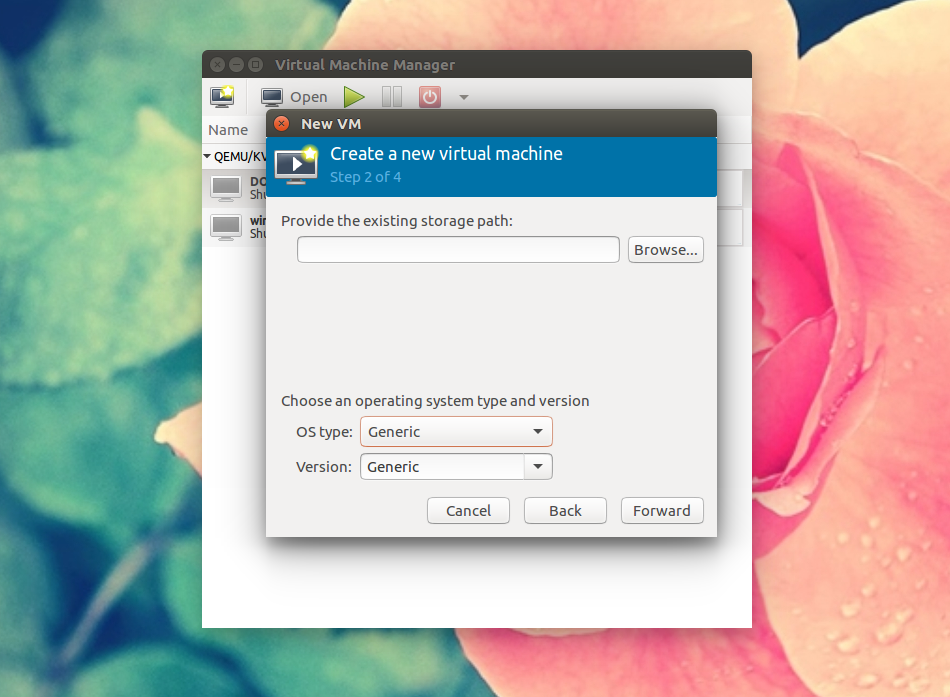 Virtual Machine Manager
Open
Name
QEMU/KV
DO
Shu
win
Shu
New VM
Create a new virtual machine
Step 2 of 4
Provide the existing storage path:
Browse...
Choose an operating system type and version
OS type: Generic
Version: Generic
Cancel Back Forward